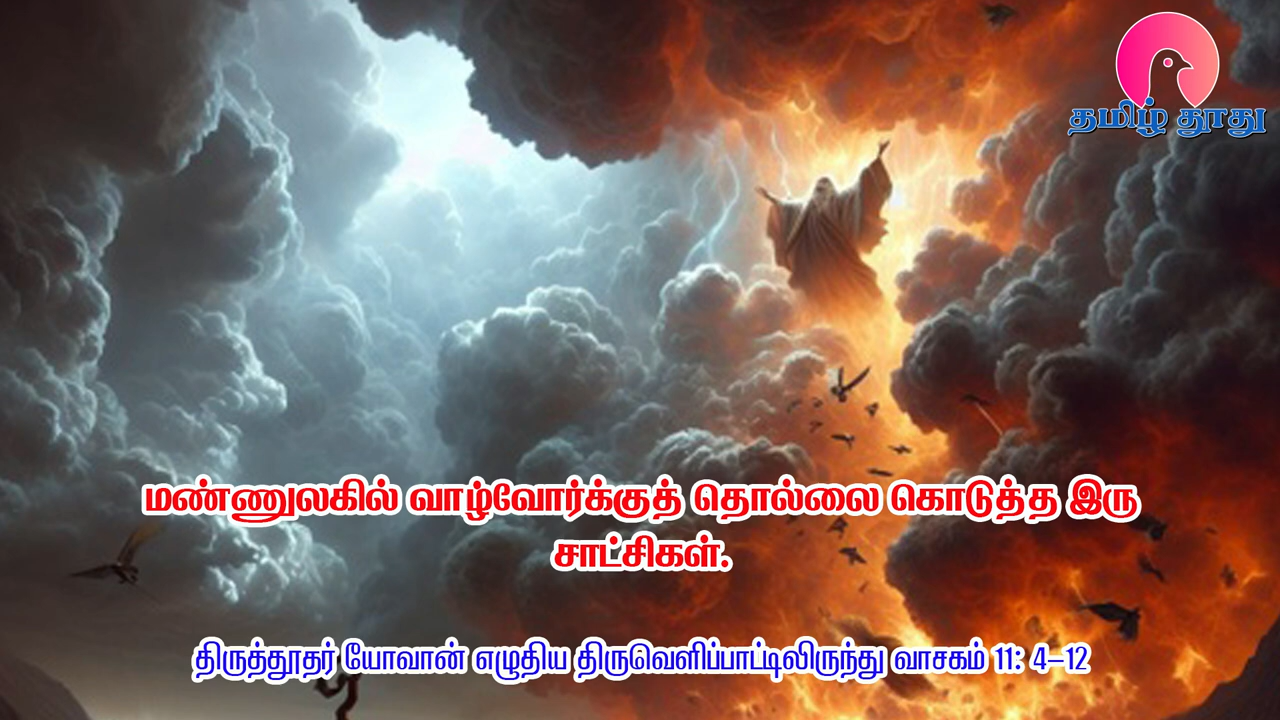 தமிழ் தூது
மண்ணுலகில் வாழ்வோர்க்குத் தொல்லை கொடுத்த இரு
சாட்சிகள்.
திருத்தூதர் யோவான் எழுதிய திருவெளிப்பாட்டிலிருந்து வாசகம் 11: 4-12